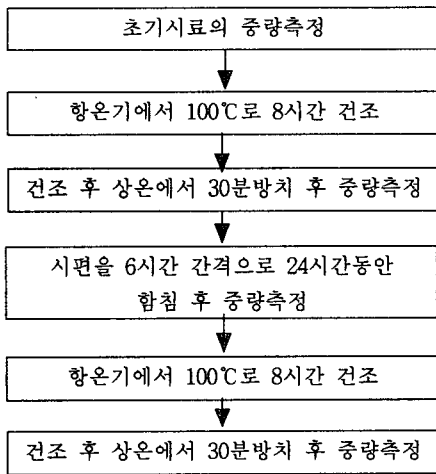 초기시료의 중량측정
항온기에서 100℃로 8시간 건조
건조 후 상온에서 30분방치 후 중량측정
시편을 6시간 간격으로 24시간동안
함침 후 중량측정
항온기에서 100℃로 8시간 건조
건조 후 상온에서 30분방치 후 중량측정